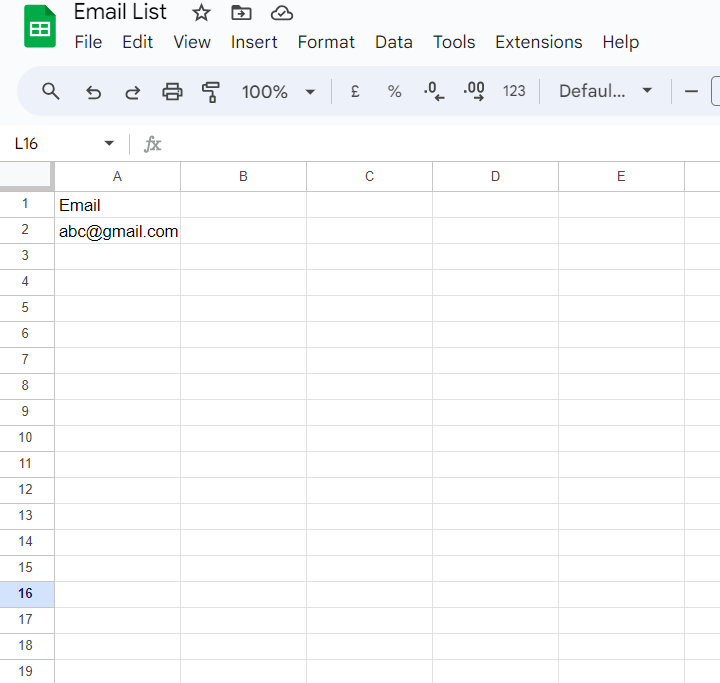 Email List
File Edit View Insert Format Data Tools Extensions Help
100% £ % .0 .00 123 Defaul...
L16 fx
A B C D E
1 Email
2 abc@gmail.com
3
4
5
6
7
8
9
10
11
12
13
14
15
16
17
18
19